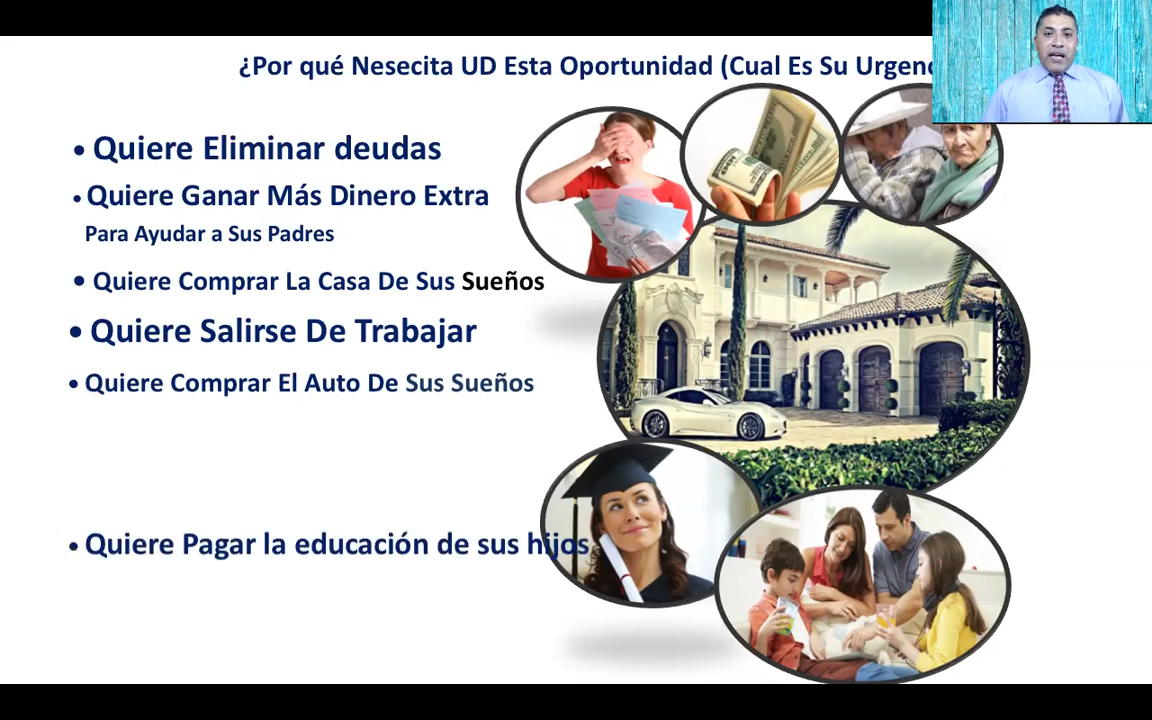 ¿Por qué Nesecita UD Esta Oportunidad (Cual Es Su
• Quiere Eliminar deudas
• Quiere Ganar Más Dinero Extra
Para Ayudar a Sus Padres
• Quiere Comprar La Casa De Sus Sueños
• Quiere Salirse De Trabajar
• Quiere Comprar El Auto De Sus Sueños
• Quiere Pagar la educación de sus hijos